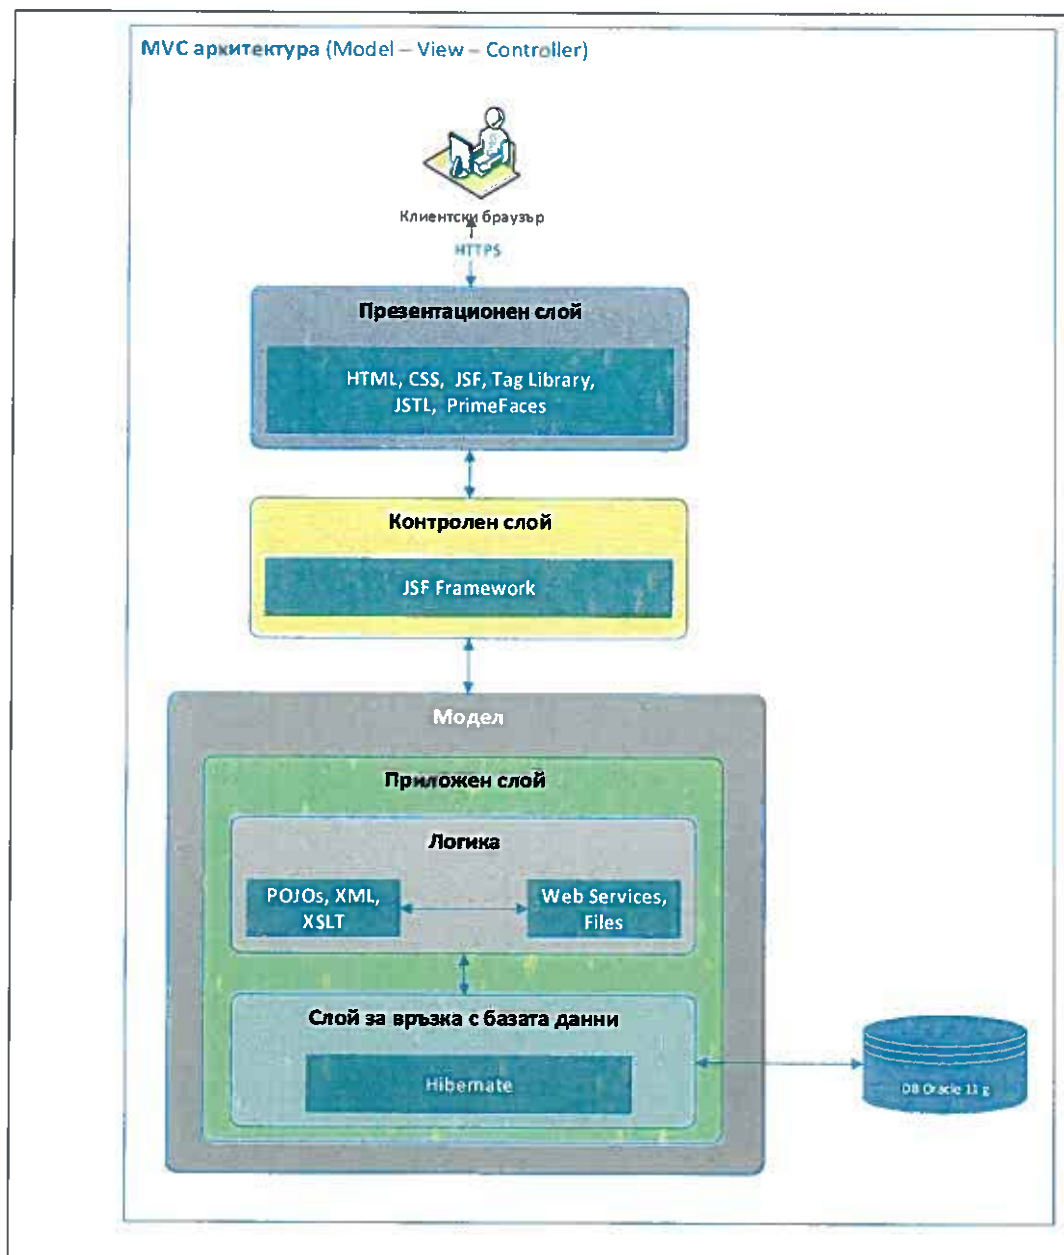 MVC архитектура (Model – View – Controller)
Клиентски браузър
HTTPS
Презентационен слой
HTML, CSS, JSF, Tag Library,
JSTL, PrimeFaces
Контролен слой
JSF Framework
Модел
Приложен слой
Логика
POJOs, XML,
XSLT
Web Services,
Files
Слой за връзка с базата данни
Hibernate
DB Oracle 11 g